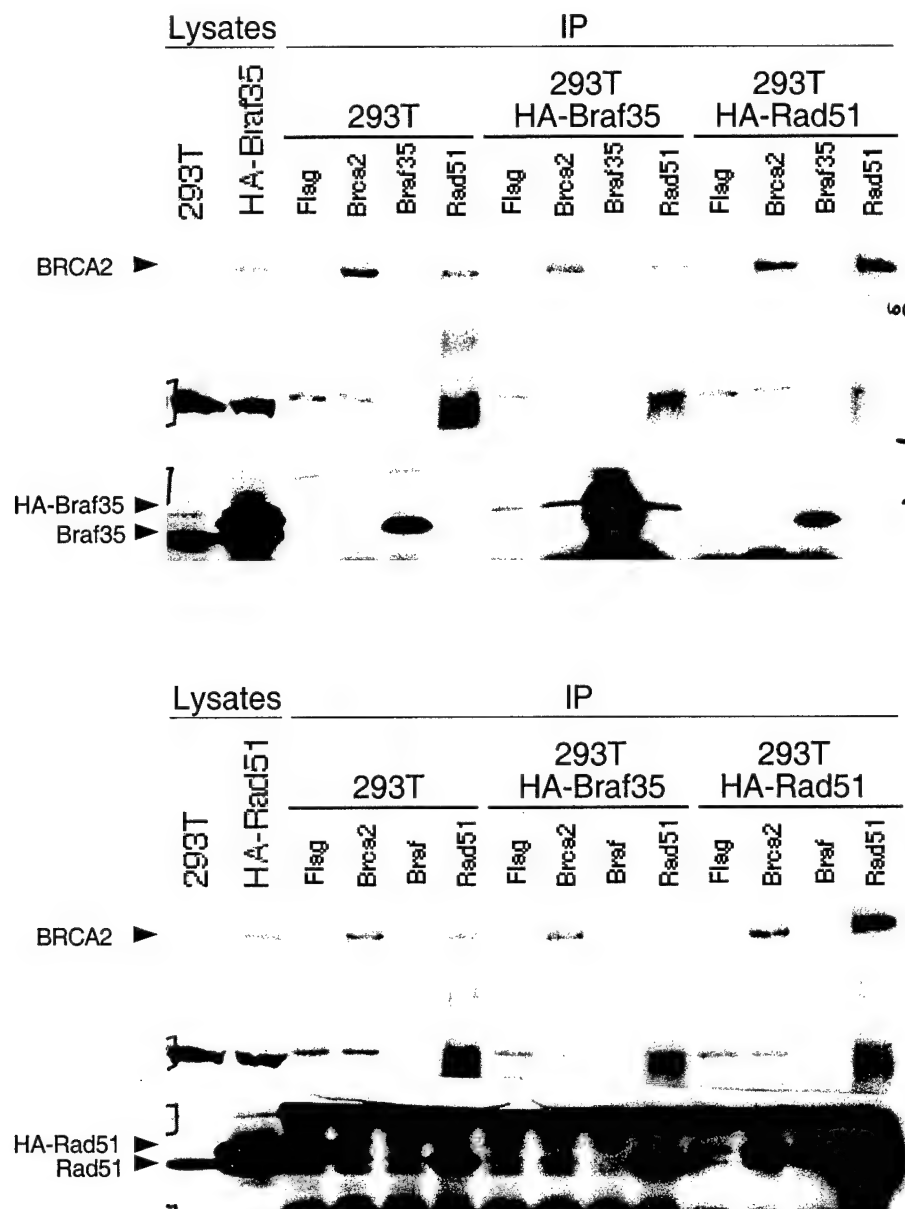 Lysates IP
293T 293T HA-Braf35 293T HA-Rad51
293T HA-Braf35 Flag Brca2 Braf35 Rad51 Flag Brca2 Braf35 Rad51 Flag Brca2 Braf35 Rad51
BRCA2
HA-Braf35
Braf35
Lysates IP
293T 293T HA-Braf35 293T HA-Rad51
293T HA-Rad51 Flag Brca2 Braf Rad51 Flag Brca2 Braf Rad51 Flag Brca2 Braf Rad51
BRCA2
HA-Rad51
Rad51